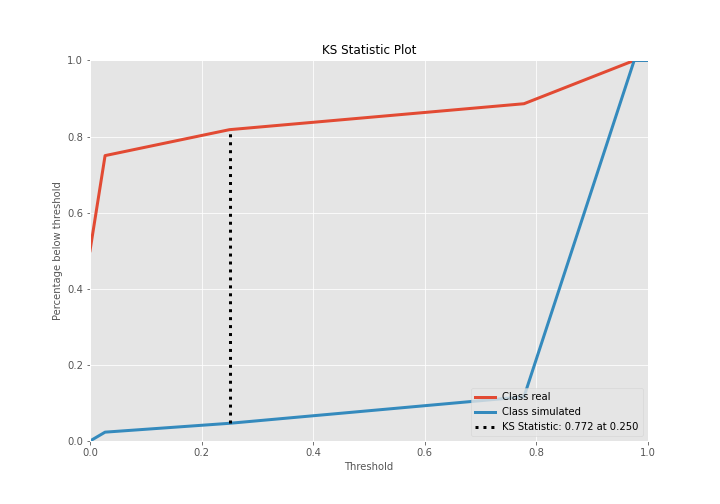 KS Statistic Plot
1.0
0.8
0.6
0.4
0.2
0.0
Percentage below threshold
0.0 0.2 0.4 0.6 0.8 1.0
Threshold
Class real
Class simulated
KS Statistic: 0.772 at 0.250